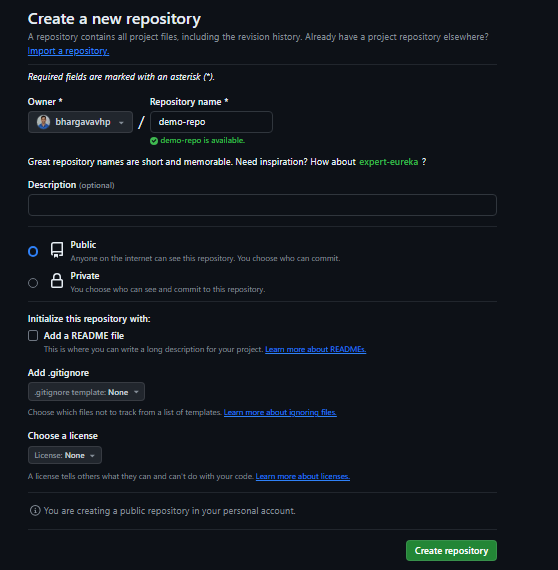 Create a new repository
A repository contains all project files, including the revision history. Already have a project repository elsewhere?
Import a repository.
Required fields are marked with an asterisk (*).
Owner * Repository name *
bhargavavhp / demo-repo
demo-repo is available.
Great repository names are short and memorable. Need inspiration? How about expert-eureka ?
Description (optional)
Public
Anyone on the internet can see this repository. You choose who can commit.
Private
You choose who can see and commit to this repository.
Initialize this repository with:
Add a README file
This is where you can write a long description for your project. Learn more about READMEs.
Add .gitignore
.gitignore template: None
Choose which files not to track from a list of templates. Learn more about ignoring files.
Choose a license
License: None
A license tells others what they can and can't do with your code. Learn more about licenses.
You are creating a public repository in your personal account.
Create repository